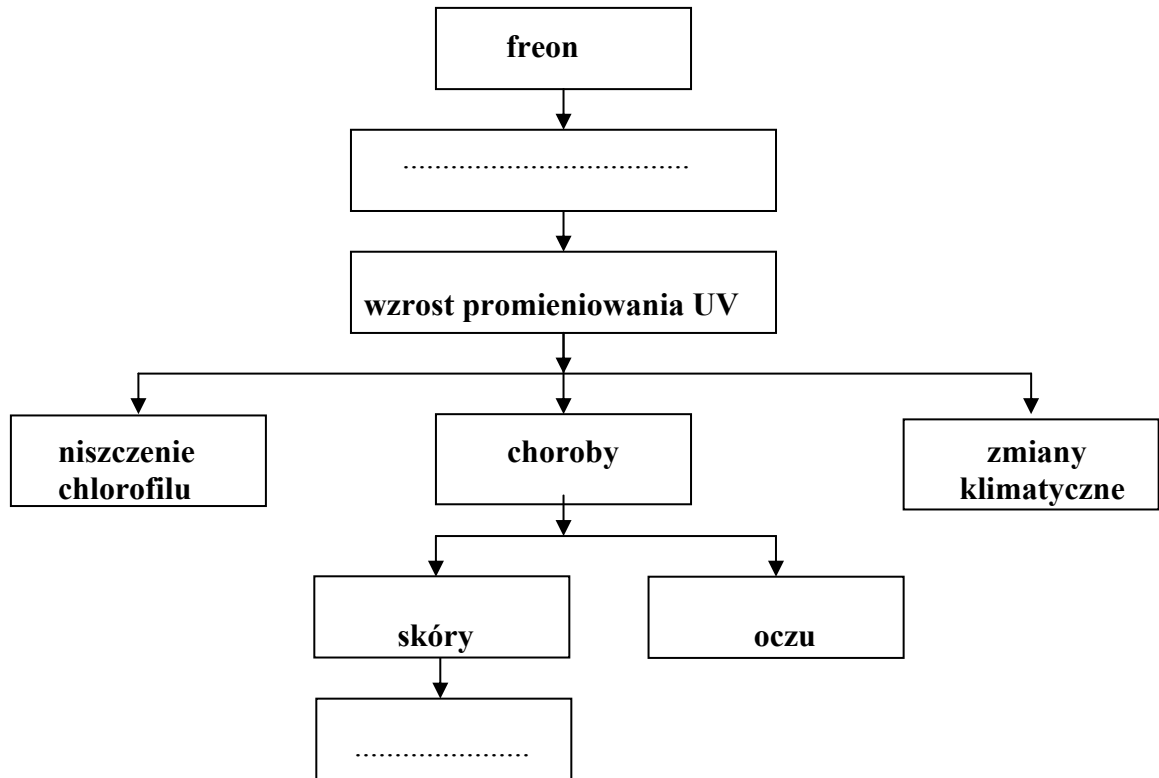 freon
………………………………
wzrost promieniowania UV
niszczenie
chlorofilu
choroby
zmiany
klimatyczne
skóry
oczu
………………….